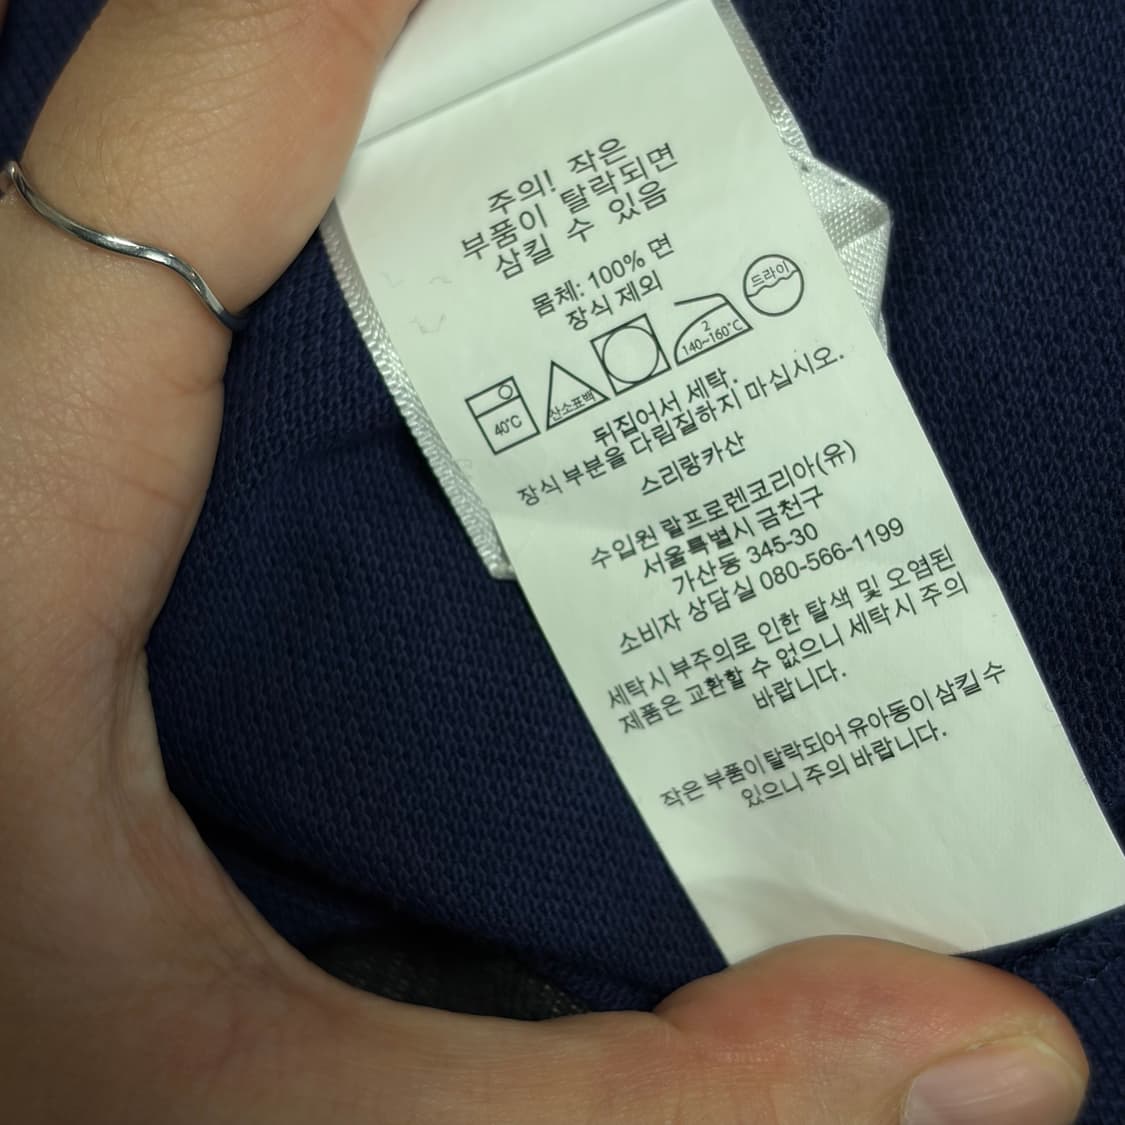 주의! 작은
부품이 탈락되면
삼킬 수 있음
몸체: 100% 면
장식 제외
40°C
산소표백
2
140~160°C
드라이
뒤집어서 세탁.
장식 부분을 다림질하지 마십시오.
스리랑카산
수입원 랄프로렌코리아(유)
서울특별시 금천구
가산동 345-30
소비자 상담실 080-566-1199
세탁시 부주의로 인한 탈색 및 오염된
제품은 교환할 수 없으니 세탁시 주의
바랍니다.
작은 부품이 탈락되어 유아동이 삼킬 수
있으니 주의 바랍니다.